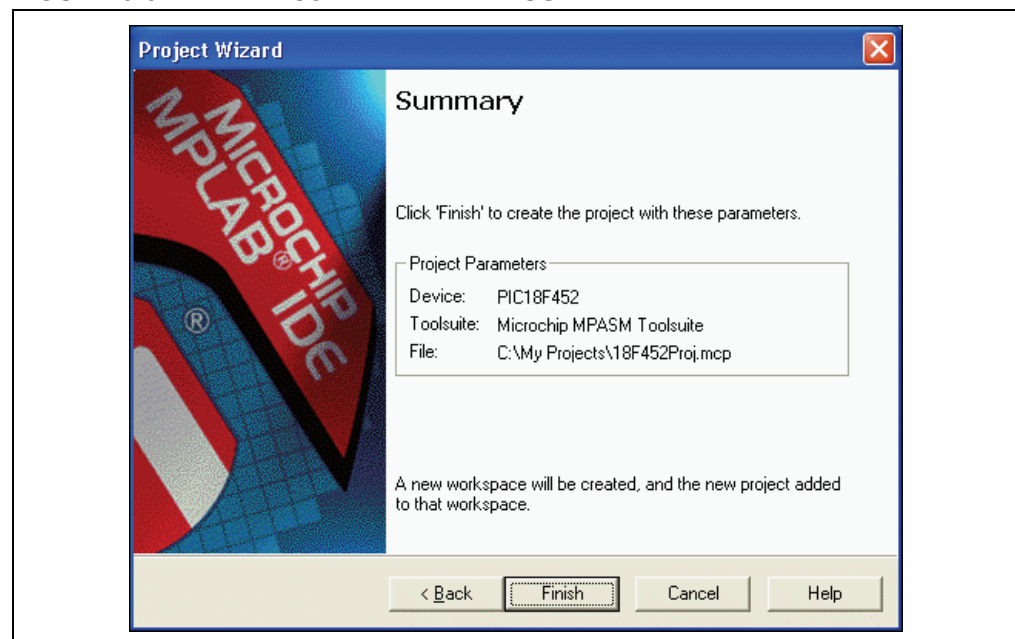 Project Wizard
MICROCHIP
MPLAB® IDE
®
Summary
Click 'Finish' to create the project with these parameters.
Project Parameters
Device: PIC18F452
Toolsuite: Microchip MPASM Toolsuite
File: C:\My Projects\18F452Proj.mcp
A new workspace will be created, and the new project added
to that workspace.
< Back Finish Cancel Help